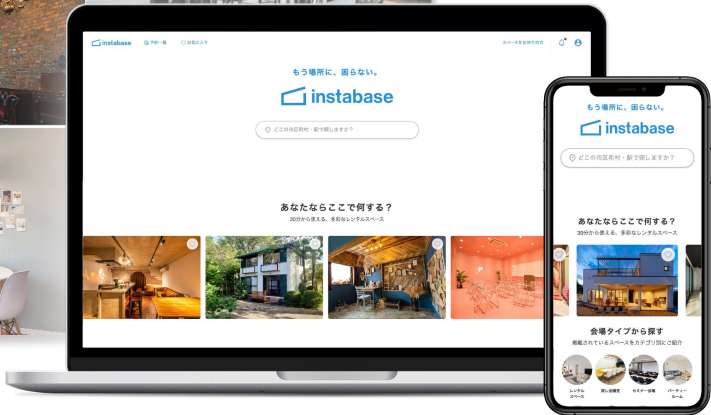 instabase
予約一覧
お気に入り
スペースをお持ちの方
もう場所に、困らない。
instabase
どこの市区町村・駅で探しますか？
あなたならここで何する？
30分から使える、多彩なレンタルスペース
もう場所に、困らない。
instabase
どこの市区町村・駅で探しますか？
あなたならここで何する？
30分から使える、多彩なレンタルスペース
会場タイプから探す
掲載されているスペースをカテゴリ別にご紹介
レンタル
スペース
貸し会議室
セミナー会場
パーティー
ルーム